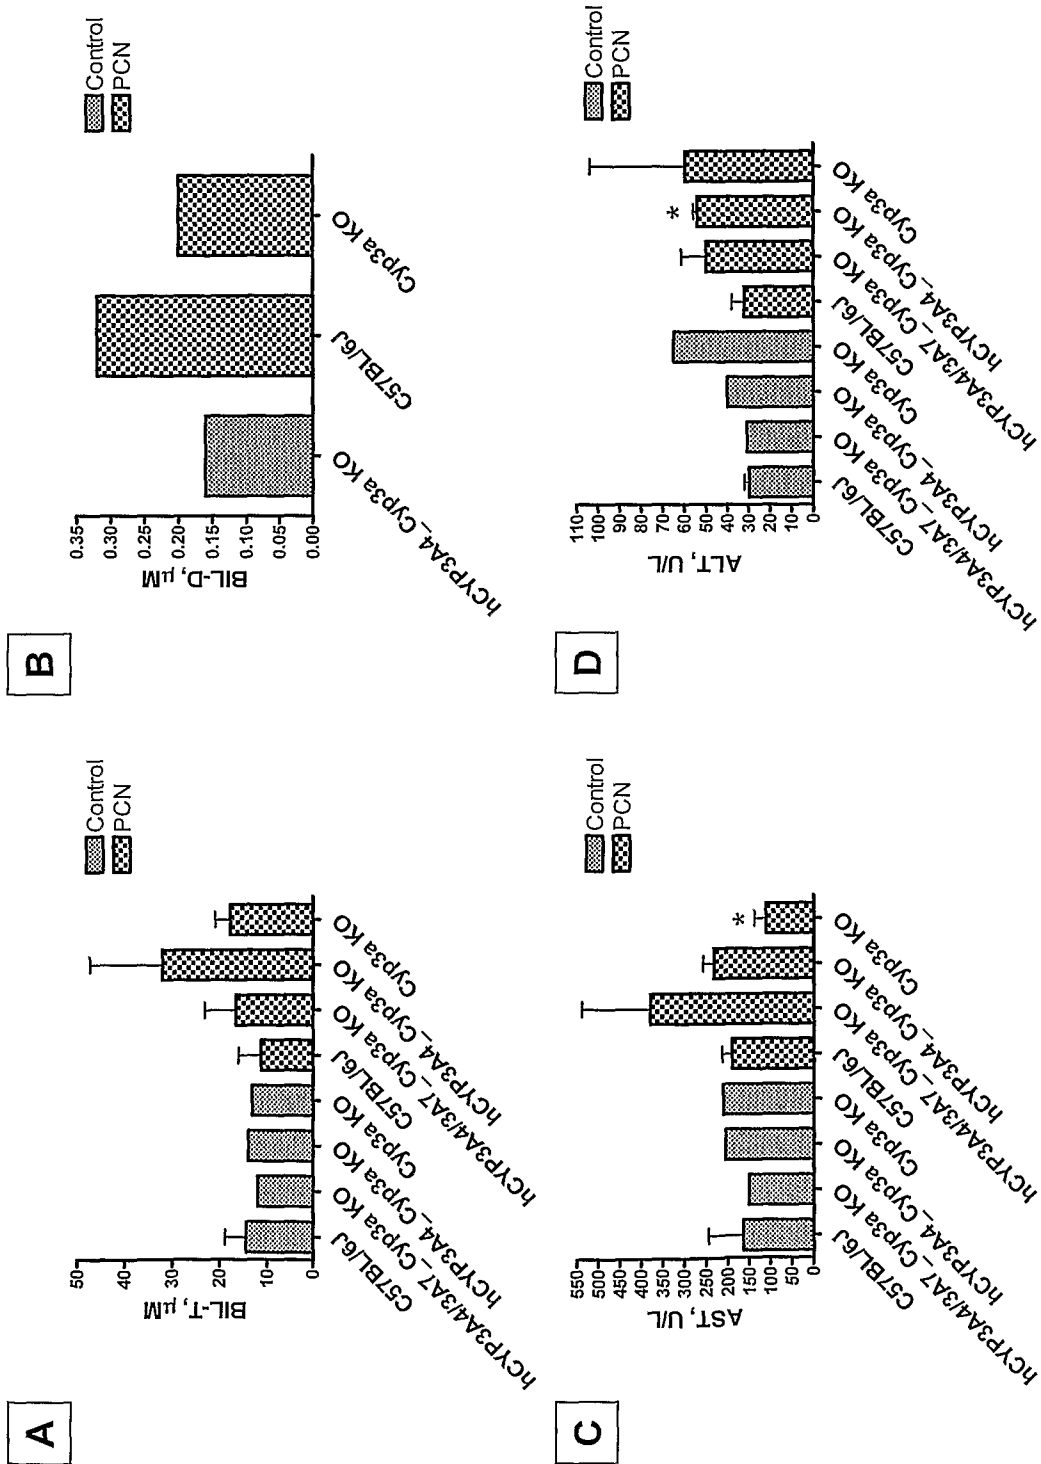 A
BIL-T, µM
50
40
30
20
10
0
C57BL/6J
hCYP3A4/3A7_Cyp3a KO
hCYP3A4_Cyp3a KO
Cyp3a KO
C57BL/6J
hCYP3A4/3A7_Cyp3a KO
hCYP3A4_Cyp3a KO
Cyp3a KO
Control
PCN
B
BIL-D, µM
0.35
0.30
0.25
0.20
0.15
0.10
0.05
0.00
hCYP3A4_Cyp3a KO
C57BL/6J
Cyp3a KO
Control
PCN
C
AST, U/L
550
500
450
400
350
300
250
200
150
100
50
0
C57BL/6J
hCYP3A4/3A7_Cyp3a KO
hCYP3A4_Cyp3a KO
Cyp3a KO
C57BL/6J
hCYP3A4/3A7_Cyp3a KO
hCYP3A4_Cyp3a KO
Cyp3a KO
*
Control
PCN
D
ALT, U/L
110
100
90
80
70
60
50
40
30
20
10
0
C57BL/6J
hCYP3A4/3A7_Cyp3a KO
hCYP3A4_Cyp3a KO
Cyp3a KO
C57BL/6J
hCYP3A4/3A7_Cyp3a KO
hCYP3A4_Cyp3a KO
Cyp3a KO
*
Control
PCN